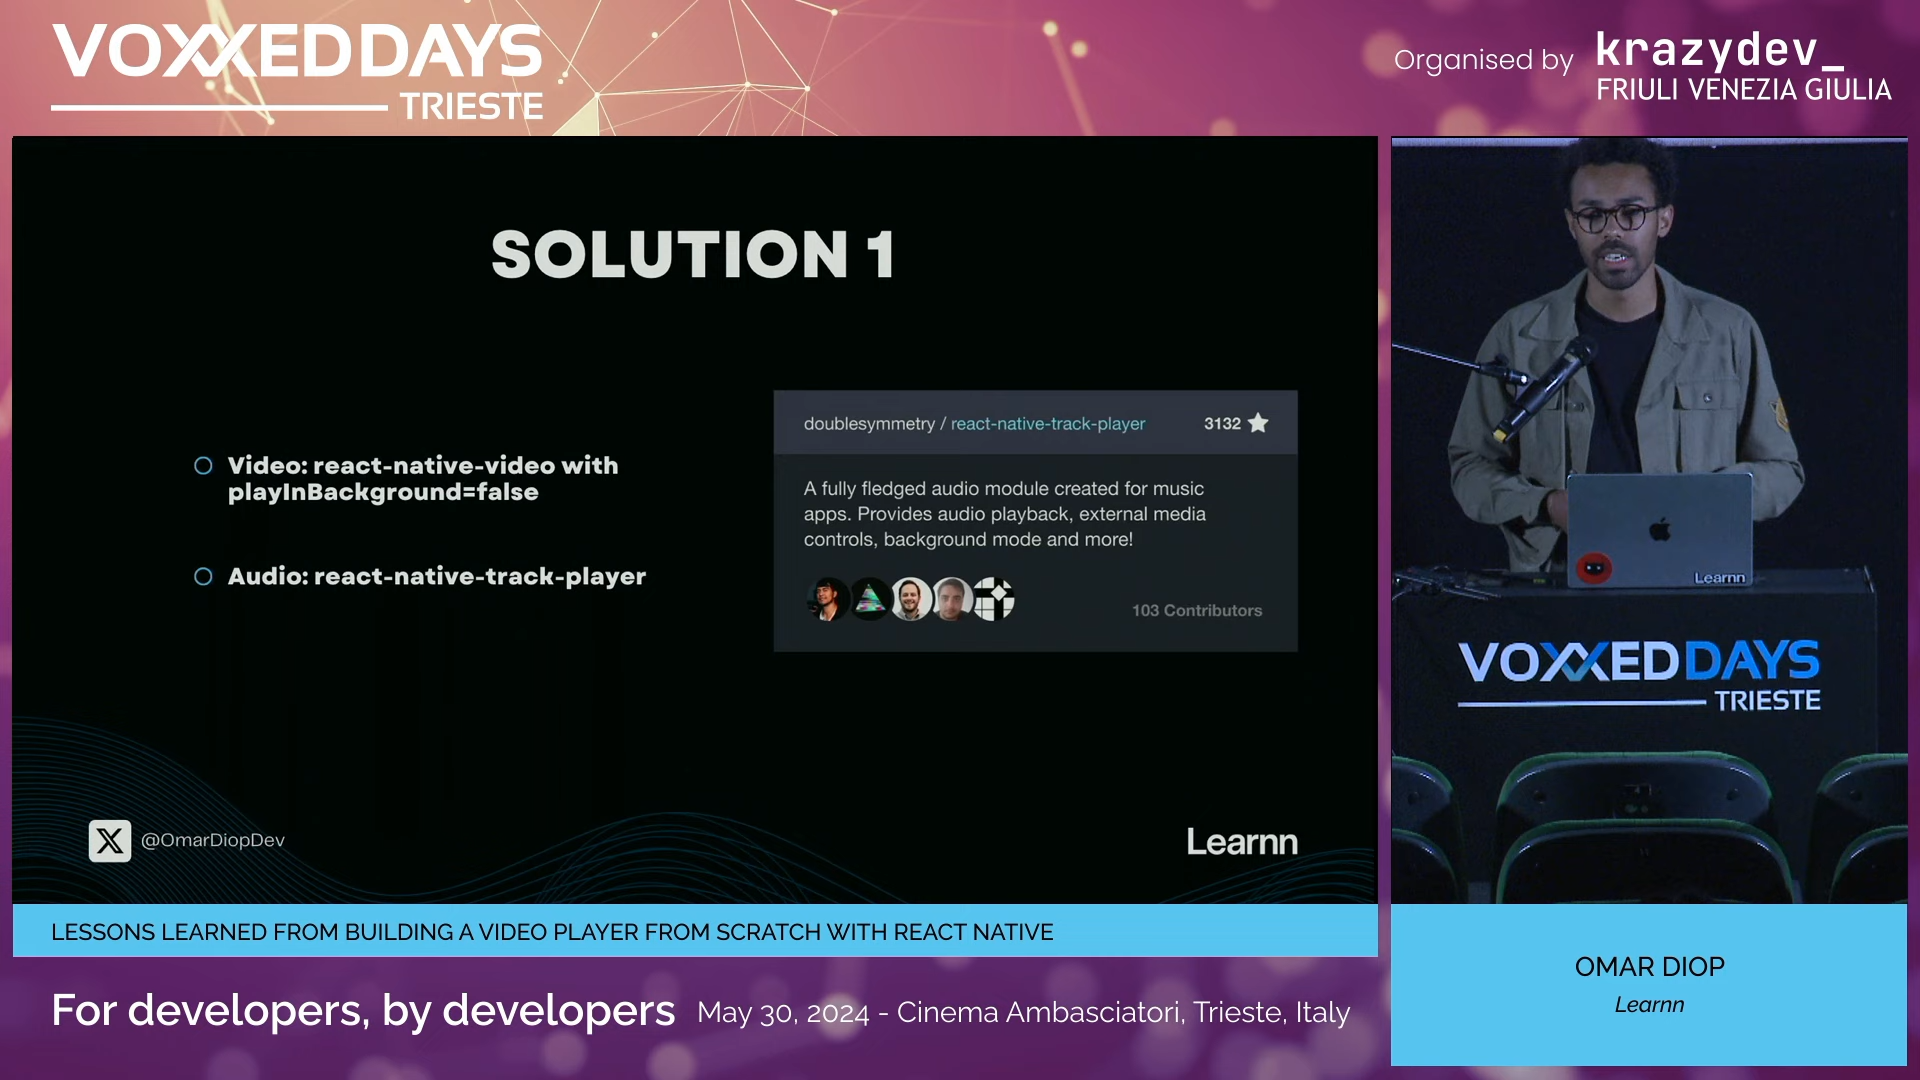 VOXXEDDAYS
TRIESTE
Organised by krazydev_
FRIULI VENEZIA GIULIA
SOLUTION 1
Video: react-native-video with
playInBackground=false
Audio: react-native-track-player
doublesymmetry / react-native-track-player 3132
A fully fledged audio module created for music
apps. Provides audio playback, external media
controls, background mode and more!
103 Contributors
@OmarDiopDev
Learnn
Learnn
VOXXEDDAYS
TRIESTE
LESSONS LEARNED FROM BUILDING A VIDEO PLAYER FROM SCRATCH WITH REACT NATIVE
OMAR DIOP
Learnn
For developers, by developers May 30, 2024 - Cinema Ambasciatori, Trieste, Italy